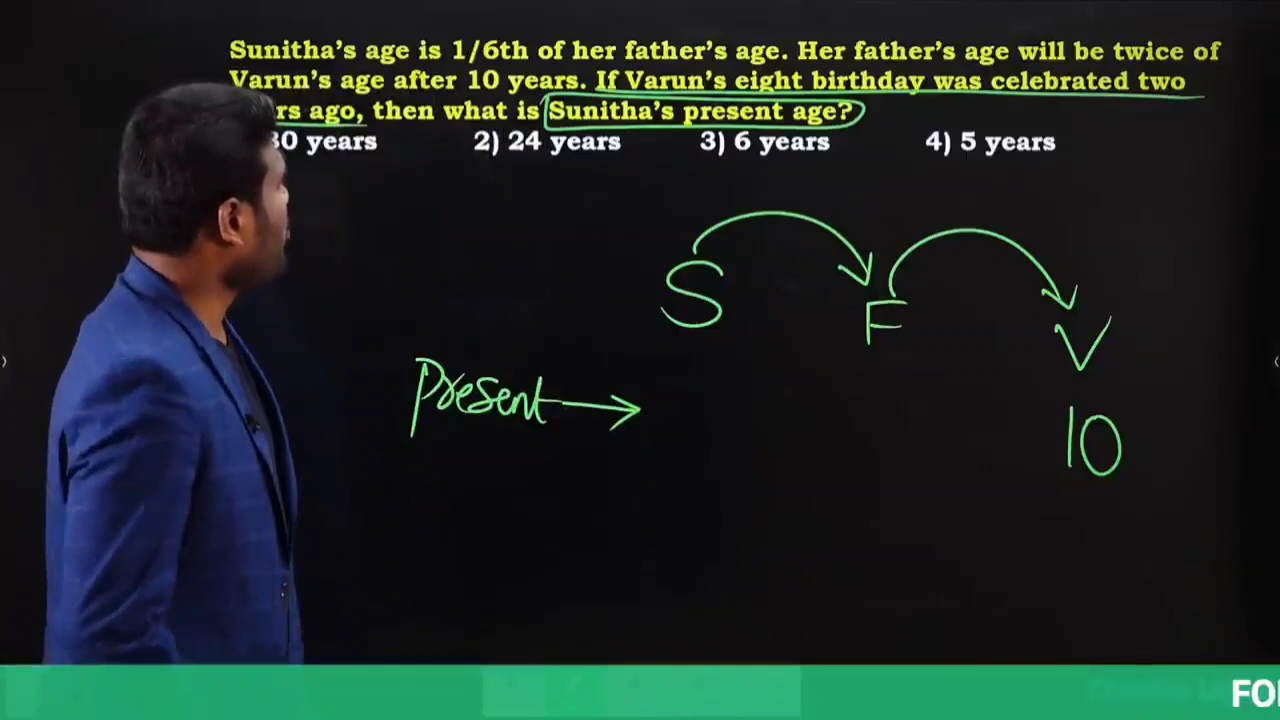 Sunitha's age is 1/6th of her father's age. Her father's age will be twice of
Varun's age after 10 years. If Varun's eight birthday was celebrated two
ago, then what is Sunitha's present age?
30 years 2) 24 years 3) 6 years 4) 5 years
S
F
V
Present
10